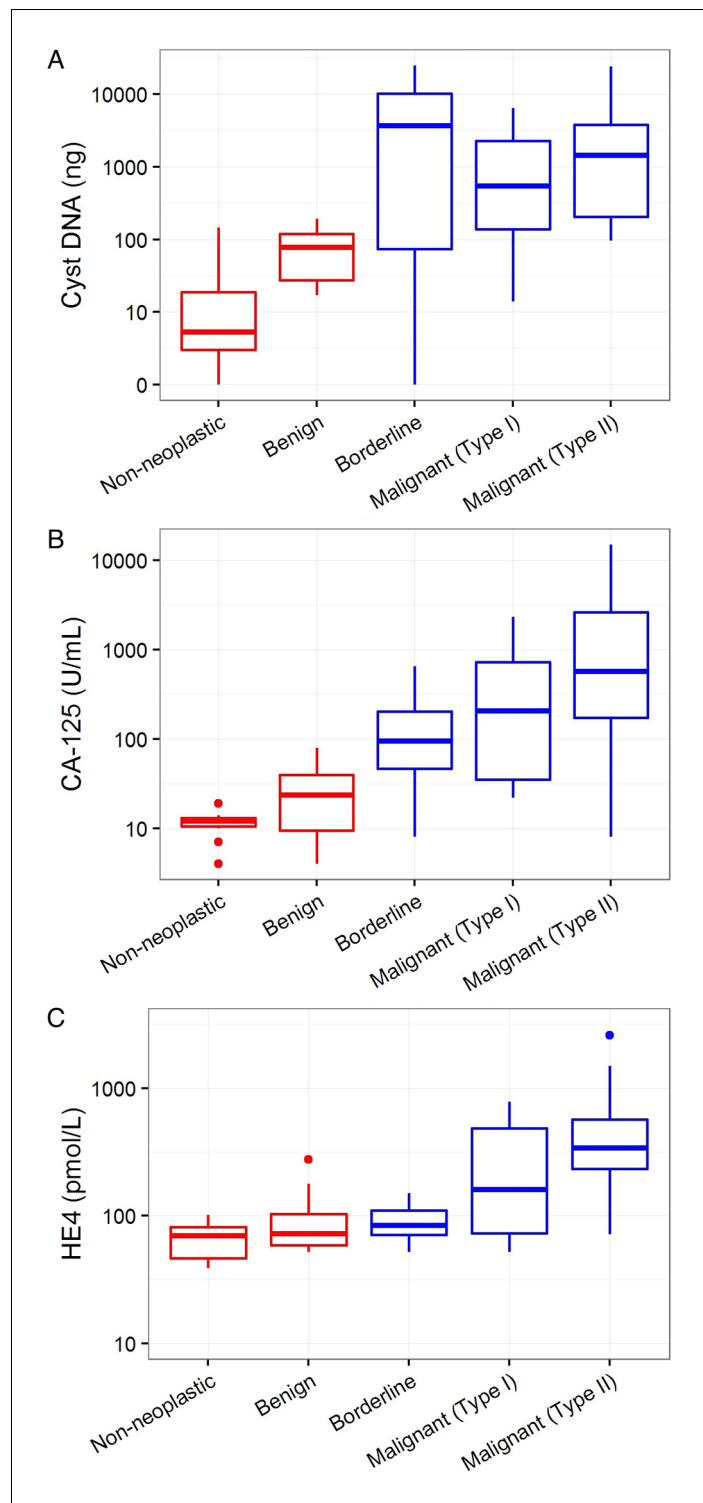 A
Cyst DNA (ng)
10000
1000
100
10
0
Non-neoplastic
Benign
Borderline
Malignant (Type I)
Malignant (Type II)
B
CA-125 (U/mL)
10000
1000
100
10
Non-neoplastic
Benign
Borderline
Malignant (Type I)
Malignant (Type II)
C
HE4 (pmol/L)
1000
100
10
Non-neoplastic
Benign
Borderline
Malignant (Type I)
Malignant (Type II)